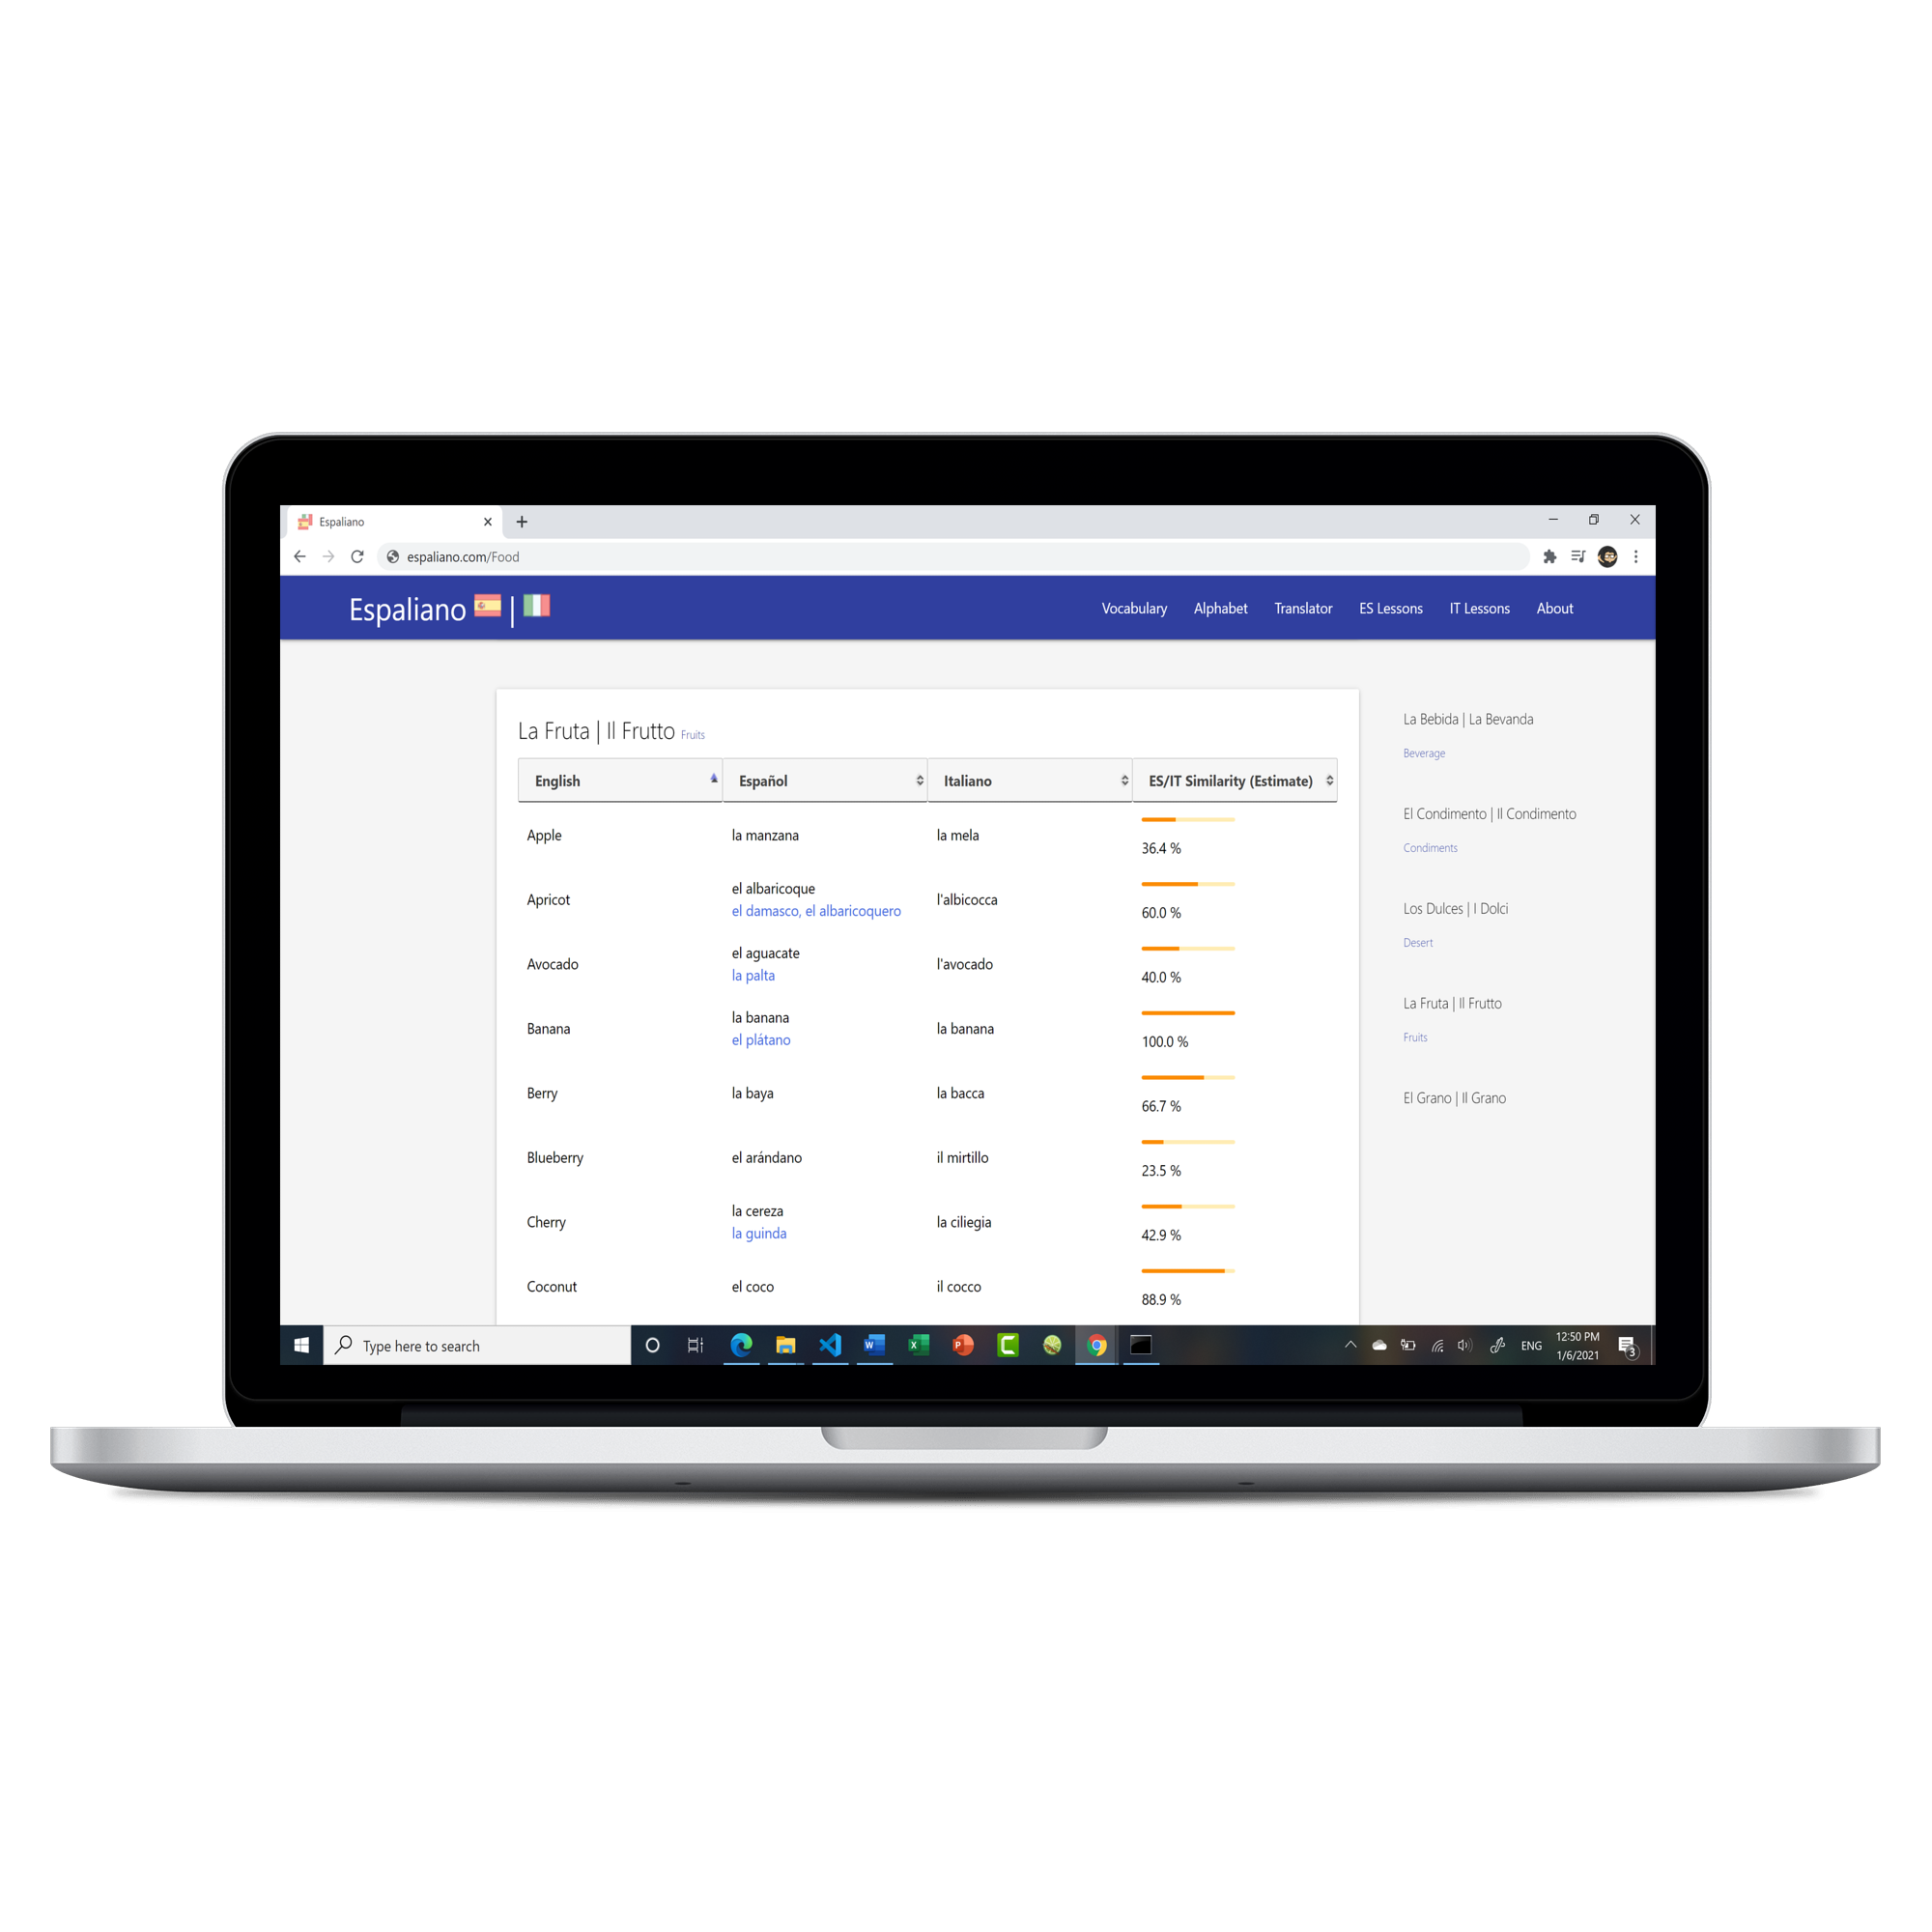 Espaliano
espaliano.com/Food
Espaliano |
Vocabulary Alphabet Translator ES Lessons IT Lessons About
La Fruta | Il Frutto Fruits
English Español Italiano ES/IT Similarity (Estimate)
Apple la manzana la mela 36.4 %
Apricot el albaricoque l'albicocca 60.0 %
el damasco, el albaricoquero
Avocado el aguacate l'avocado 40.0 %
la palta
Banana la banana la banana 100.0 %
el plátano
Berry la baya la bacca 66.7 %
Blueberry el arándano il mirtillo 23.5 %
Cherry la cereza la ciliegia 42.9 %
la guinda
Coconut el coco il cocco 88.9 %
La Bebida | La Bevanda
Beverage
El Condimento | Il Condimento
Condiments
Los Dulces | I Dolci
Desert
La Fruta | Il Frutto
Fruits
El Grano | Il Grano
Type here to search
ENG
12:50 PM
1/6/2021
3